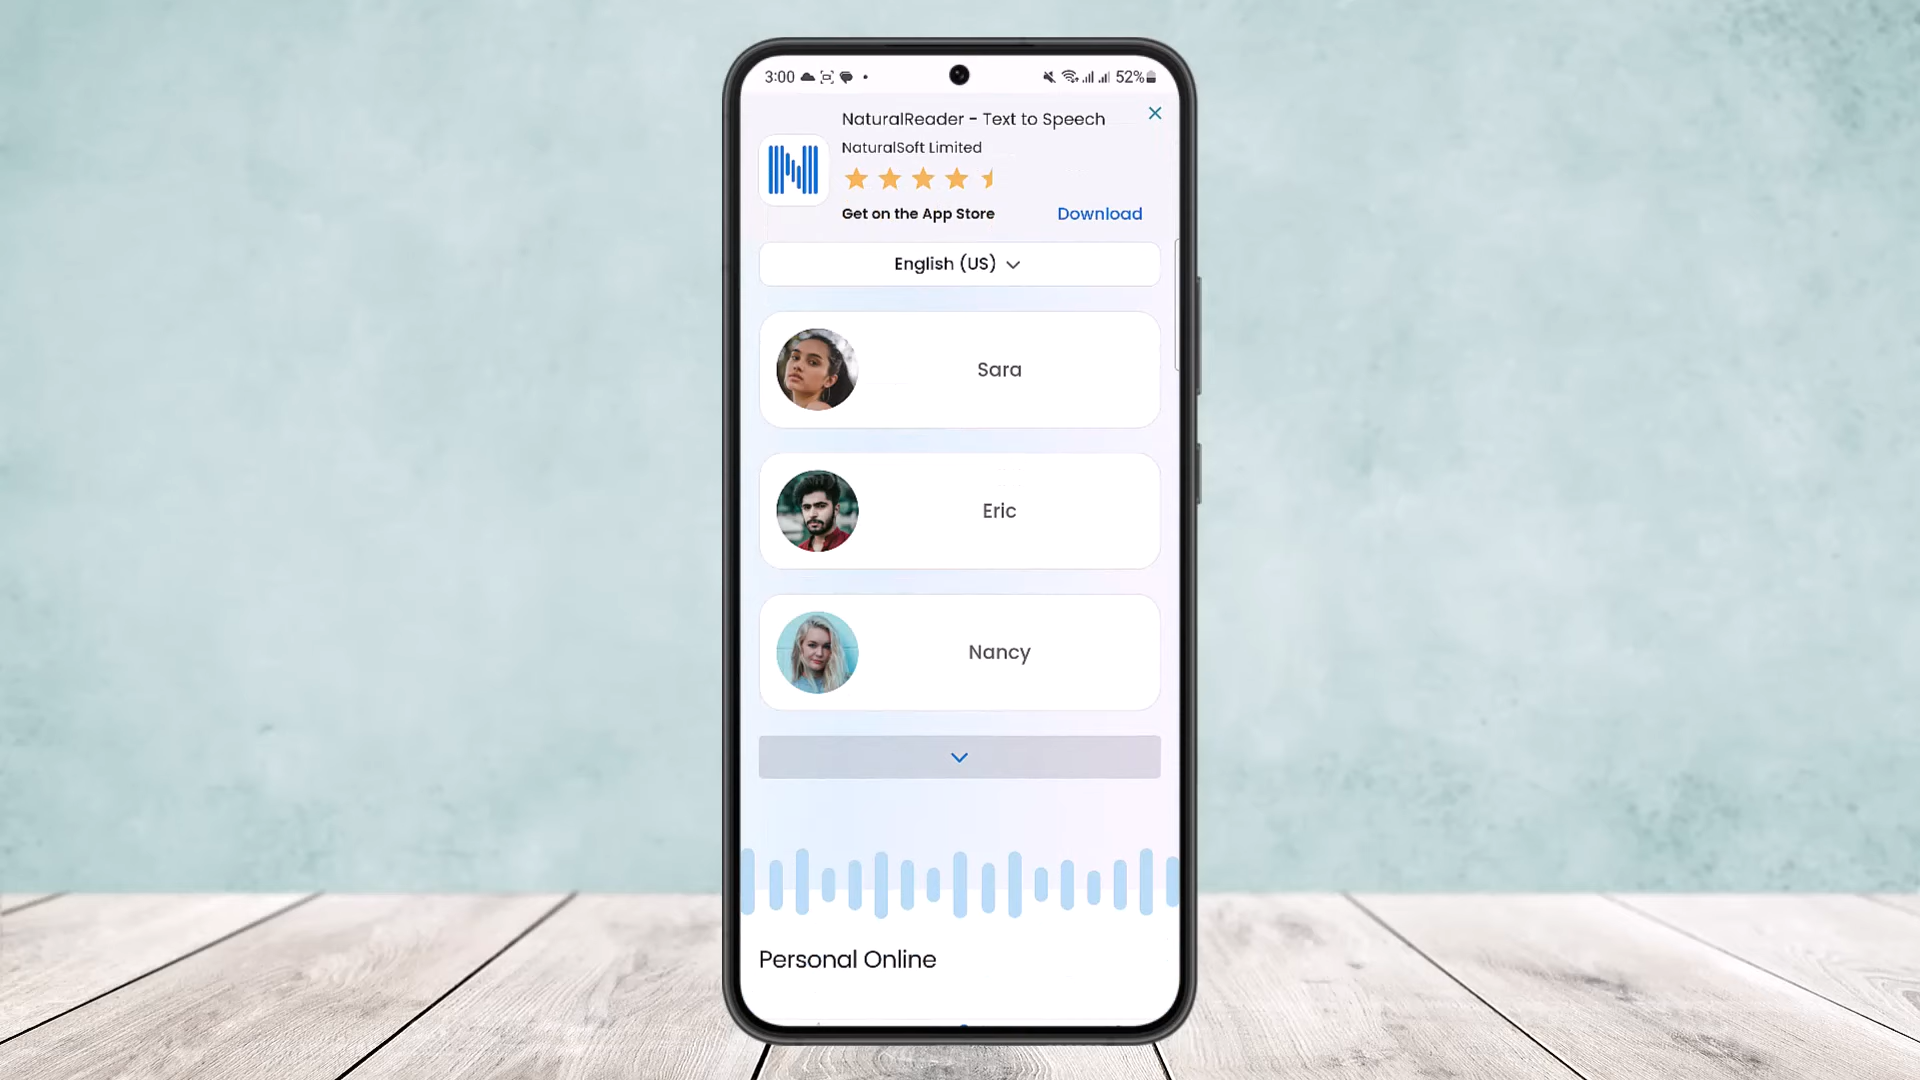 3:00
52%
NaturalReader - Text to Speech
NaturalSoft Limited
Get on the App Store
Download
English (US)
Sara
Eric
Nancy
Personal Online